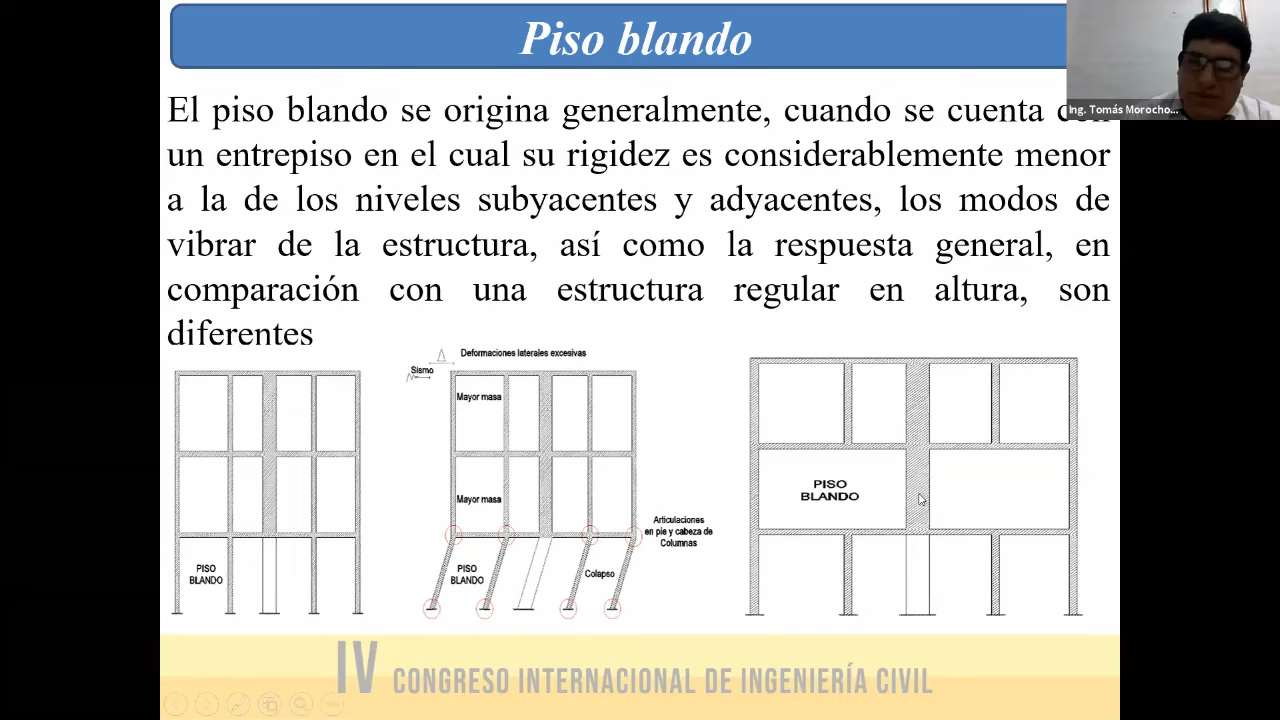 Piso blando
Ing. Tomás Morocho...
El piso blando se origina generalmente, cuando se cuenta con
un entrepiso en el cual su rigidez es considerablemente menor
a la de los niveles subyacentes y adyacentes, los modos de
vibrar de la estructura, así como la respuesta general, en
comparación con una estructura regular en altura, son
diferentes
Deformaciones laterales excesivas
Sismo
Mayor masa
Mayor masa
PISO
BLANDO
Articulaciones
en pie y cabeza de
Columnas
PISO
BLANDO
PISO
BLANDO
Colapso
IV CONGRESO INTERNACIONAL DE INGENIERÍA CIVIL